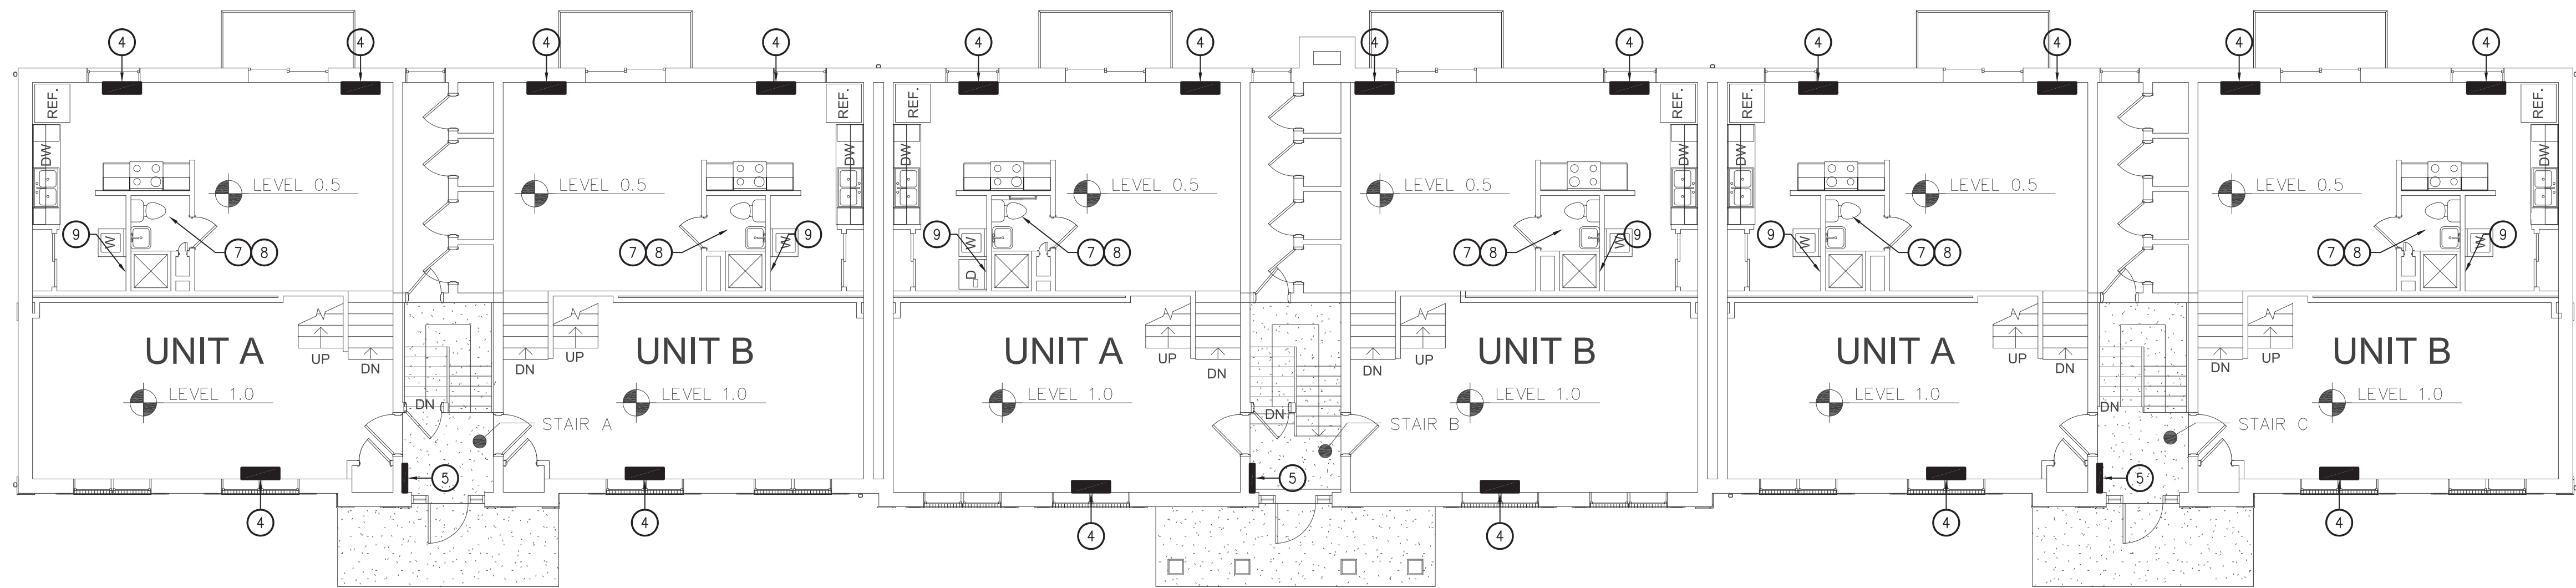 4 4 4 4 4 4 4 4 4 4 4 4
REF. REF. REF. REF. REF. REF.
DW DW DW DW DW DW
LEVEL 0.5 LEVEL 0.5 LEVEL 0.5 LEVEL 0.5 LEVEL 0.5 LEVEL 0.5
9 W 7 8 7 8 W 9 9 W 7 8 7 8 W 9 9 W 7 8 7 8 W 9
D
UNIT A UP DN DN UP UNIT B UNIT A UP DN DN UP UNIT B UNIT A UP DN DN UP UNIT B
LEVEL 1.0 DN LEVEL 1.0 LEVEL 1.0 DN LEVEL 1.0 LEVEL 1.0 DN LEVEL 1.0
STAIR A STAIR B STAIR C
5 5 5
4 4 4 4 4 4